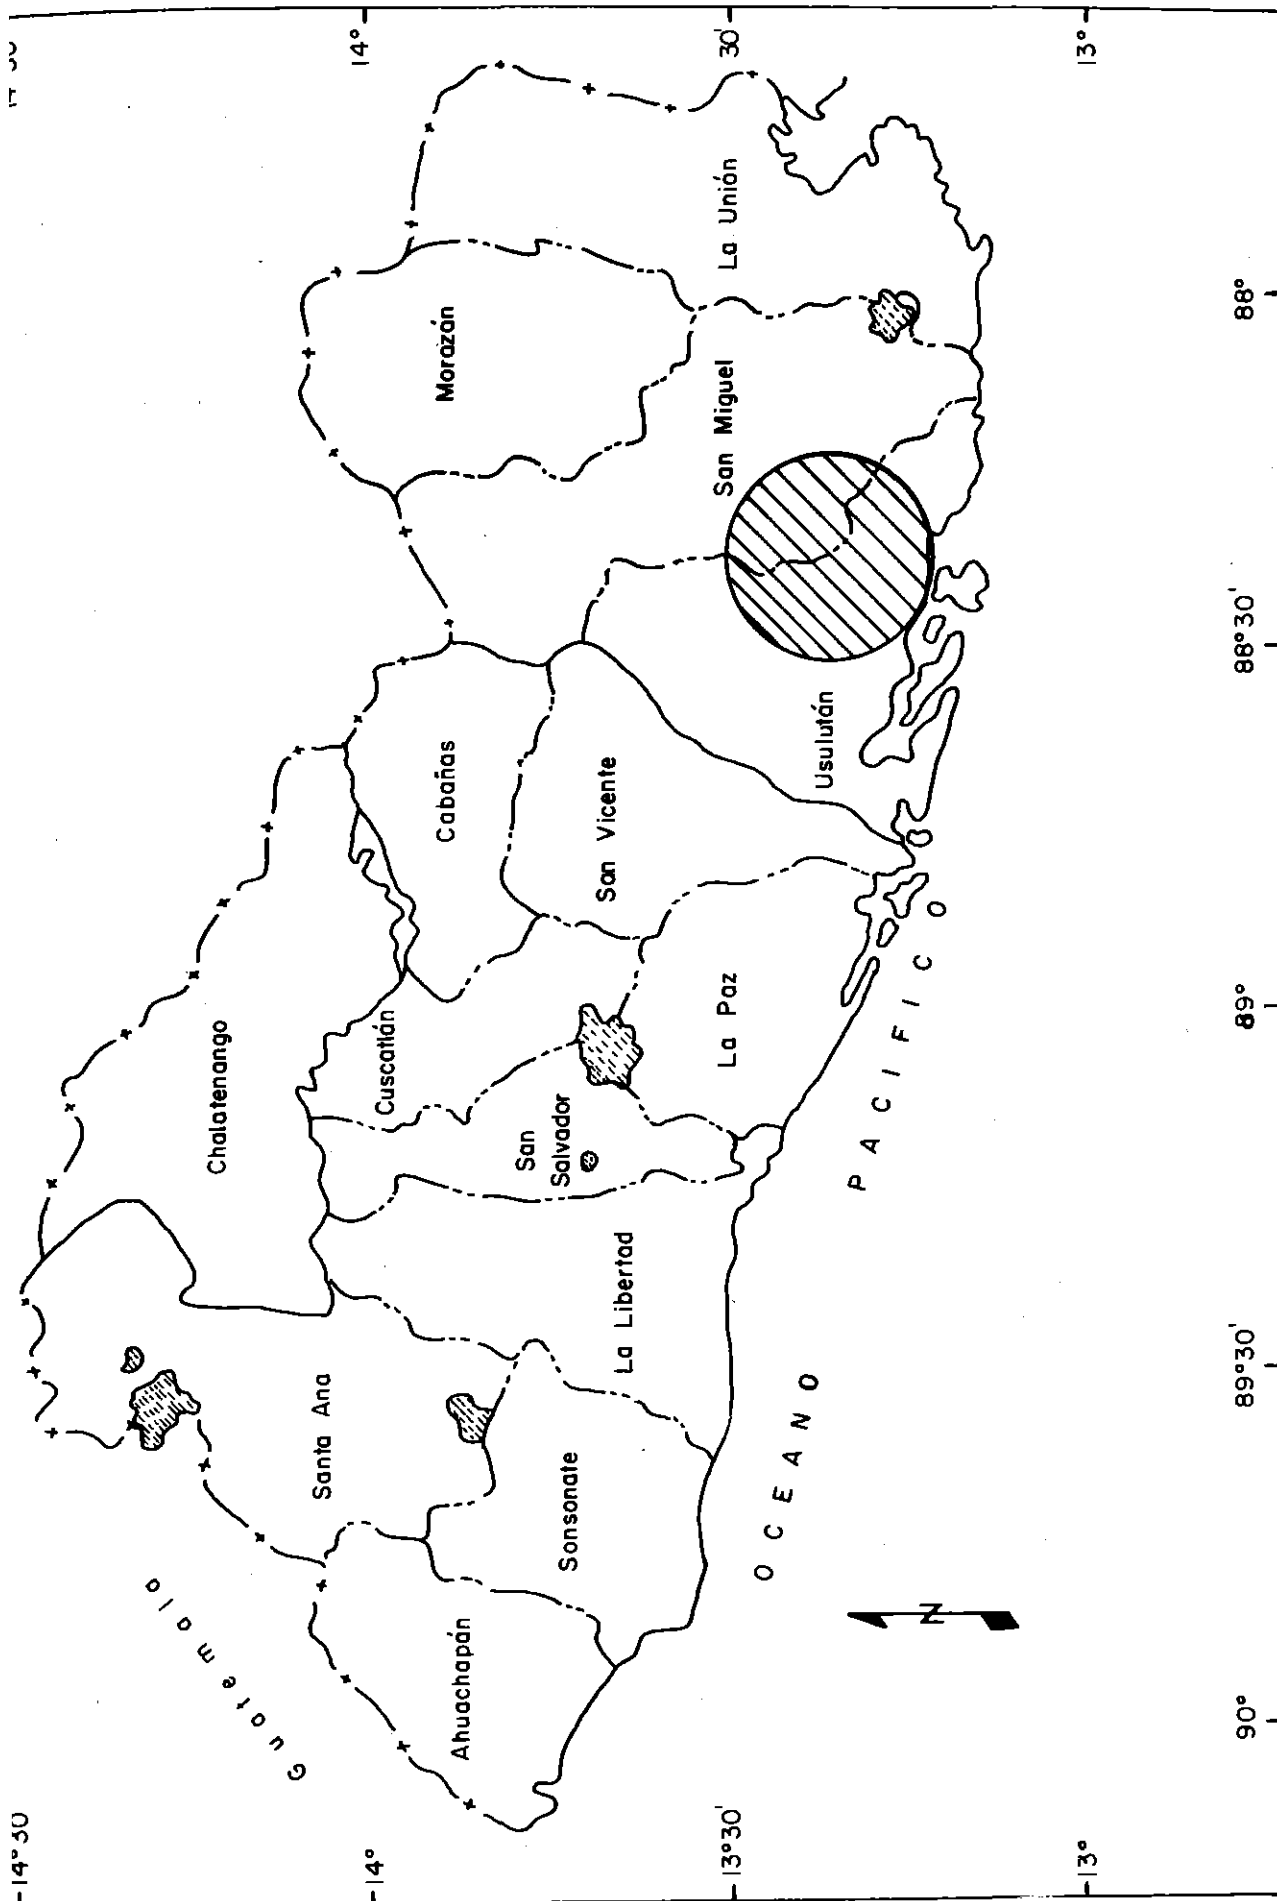 14°30
14°
30'
13°
Guatemala
Chalatenango
Santa Ana
Ahuachapán
Sonsonate
La Libertad
San
Salvador
Cuscatlán
Cabañas
San Vicente
La Paz
Usulután
San Miguel
Morazán
La Unión
OCEANO PACIFICO
N
14°30
14°
13°30'
13°
90°
89°30'
89°
88°30'
88°